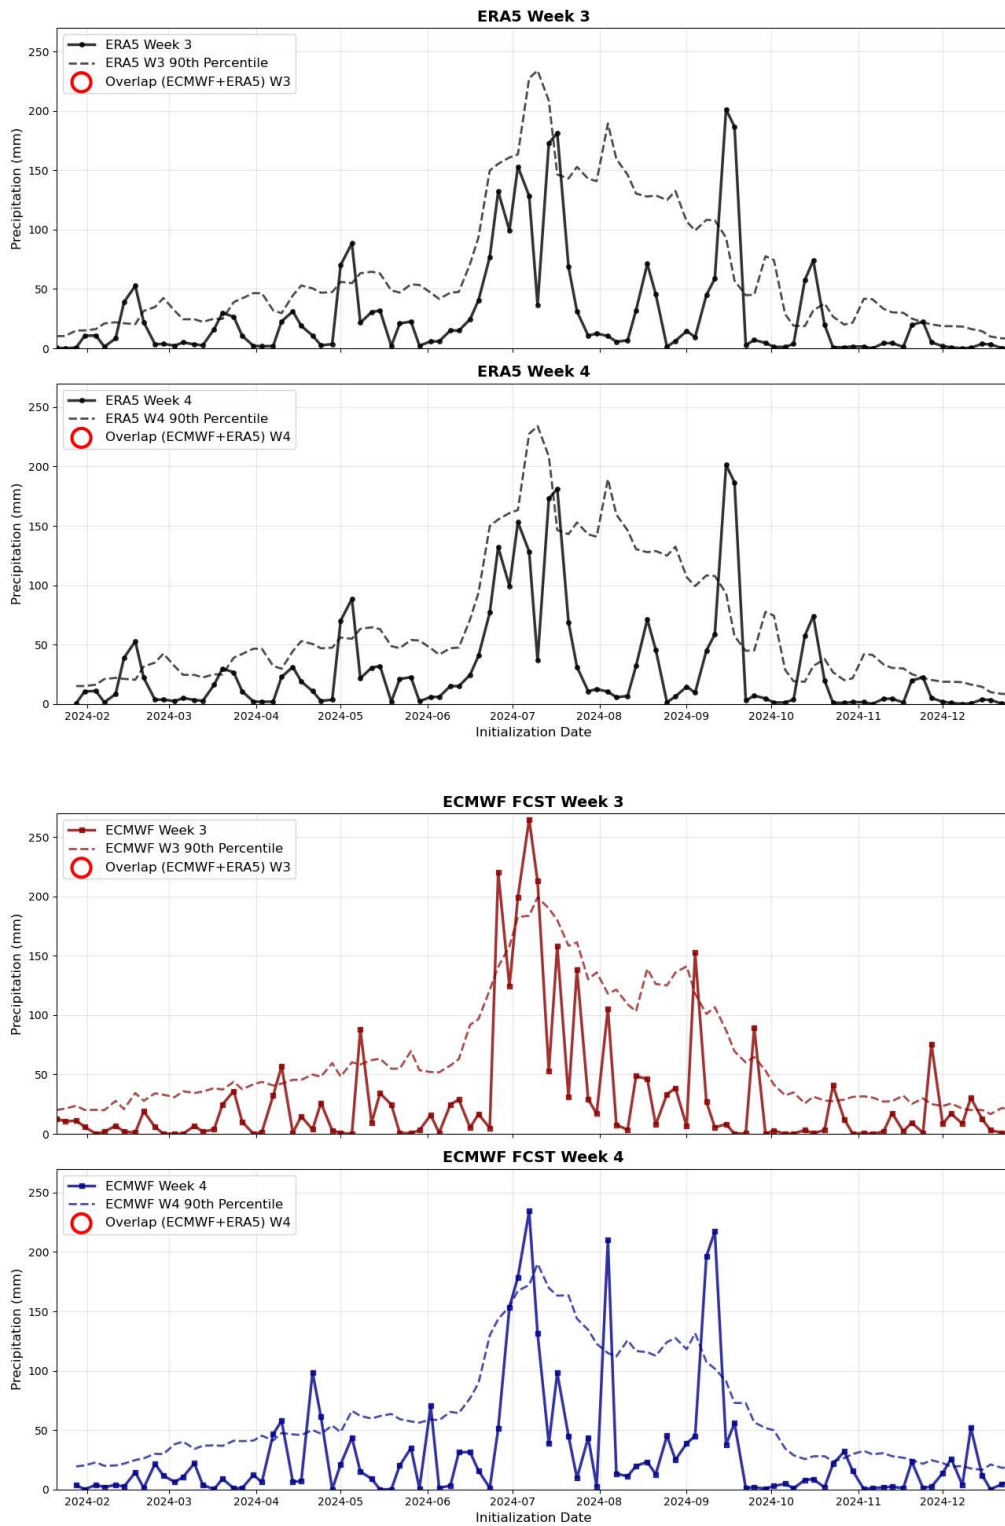 ERA5 Week 3
ERA5 Week 3
ERA5 W3 90th Percentile
Overlap (ECMWF+ERA5) W3
Precipitation (mm)
250
200
150
100
50
0
ERA5 Week 4
ERA5 Week 4
ERA5 W4 90th Percentile
Overlap (ECMWF+ERA5) W4
Precipitation (mm)
250
200
150
100
50
0
2024-02 2024-03 2024-04 2024-05 2024-06 2024-07 2024-08 2024-09 2024-10 2024-11 2024-12
Initialization Date
ECMWF FCST Week 3
ECMWF Week 3
ECMWF W3 90th Percentile
Overlap (ECMWF+ERA5) W3
Precipitation (mm)
250
200
150
100
50
0
ECMWF FCST Week 4
ECMWF Week 4
ECMWF W4 90th Percentile
Overlap (ECMWF+ERA5) W4
Precipitation (mm)
250
200
150
100
50
0
2024-02 2024-03 2024-04 2024-05 2024-06 2024-07 2024-08 2024-09 2024-10 2024-11 2024-12
Initialization Date